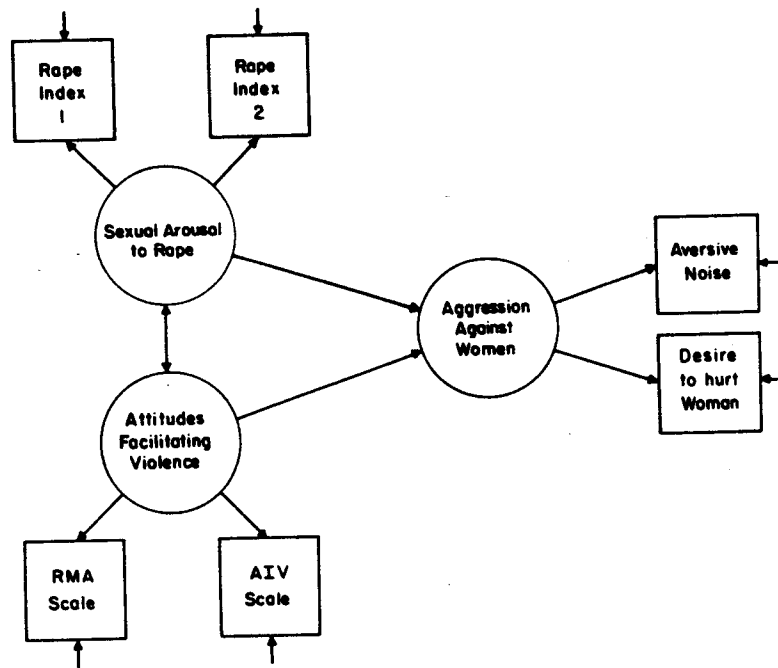 Rape
Index
1
Rape
Index
2
Sexual Arousal
to Rape
Aversive
Noise
Aggression
Against
Women
Desire
to hurt
Woman
Attitudes
Facilitating
Violence
RMA
Scale
AIV
Scale